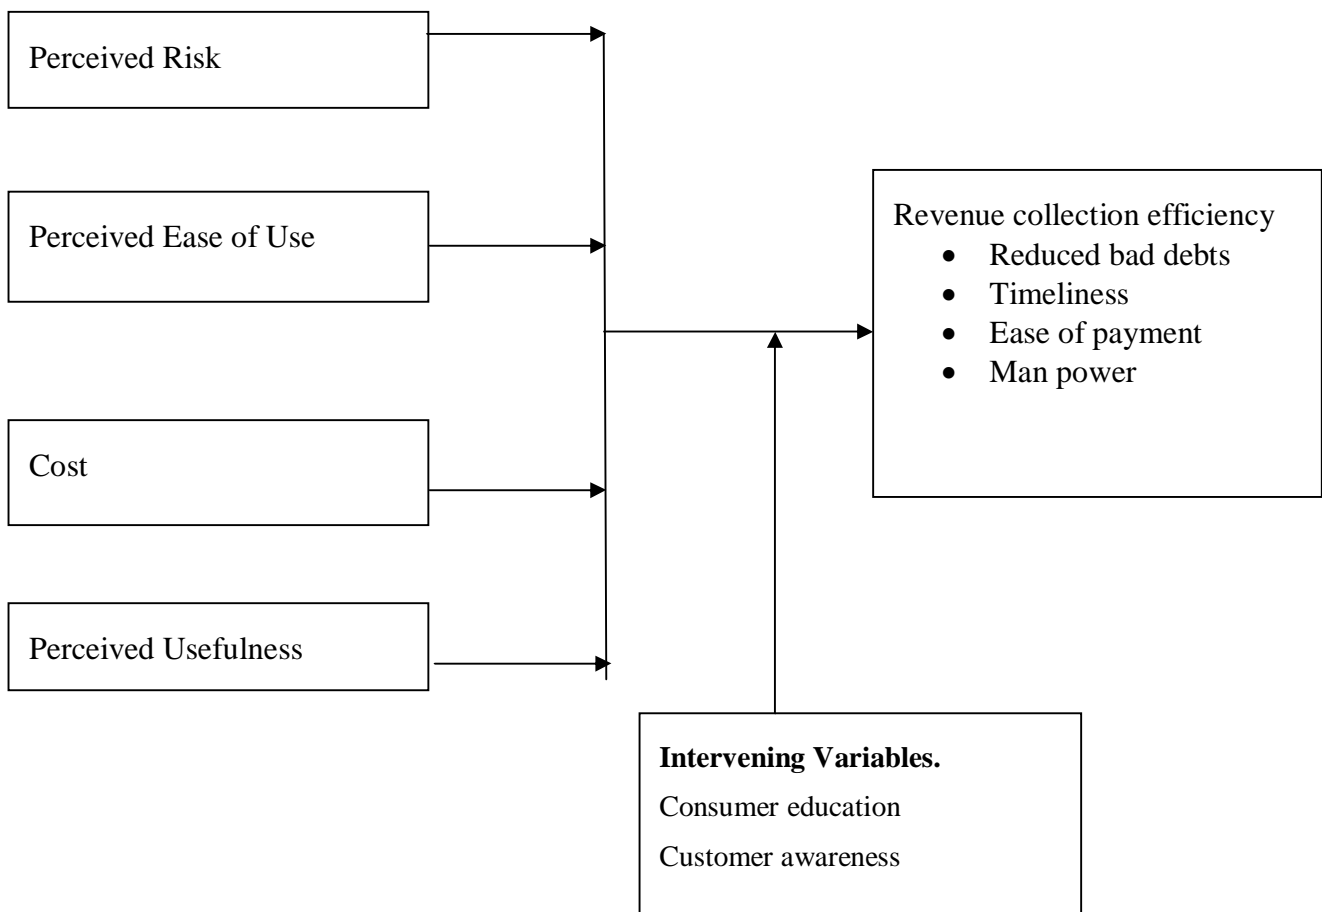 Perceived Risk
Perceived Ease of Use
Cost
Perceived Usefulness
Revenue collection efficiency
• Reduced bad debts
• Timeliness
• Ease of payment
• Man power
Intervening Variables.
Consumer education
Customer awareness